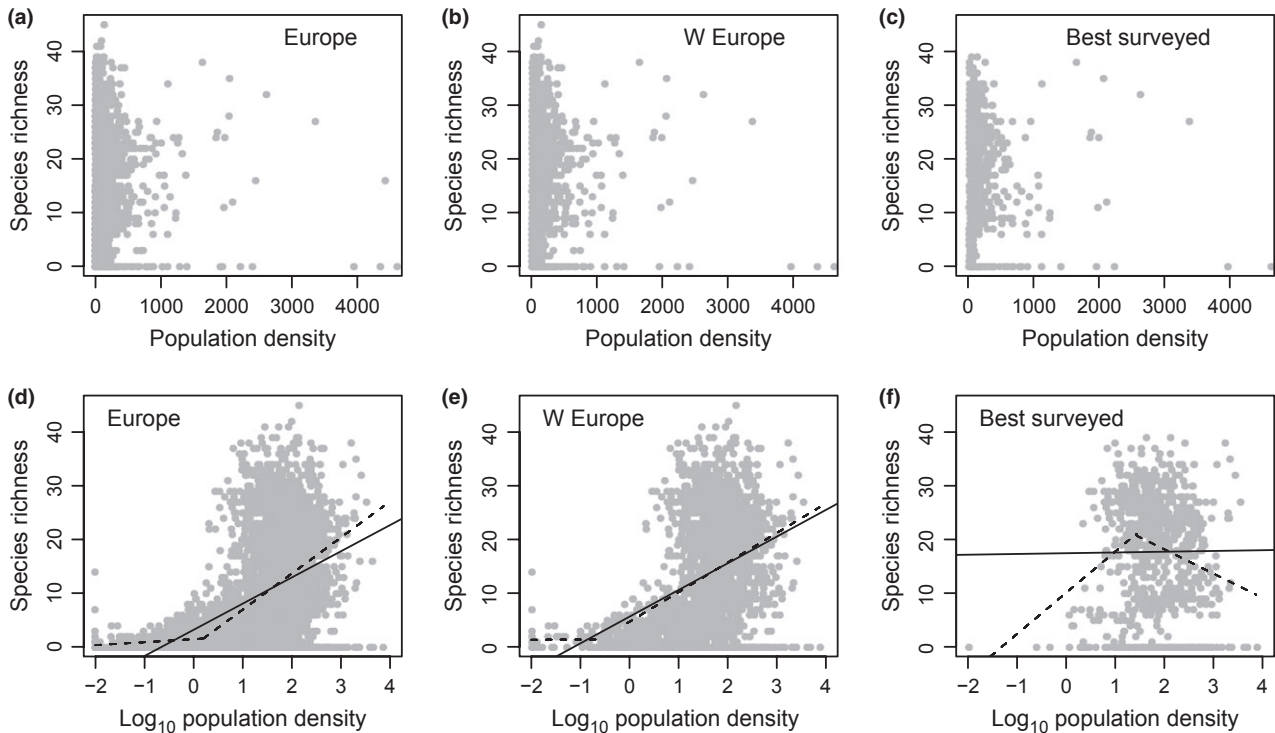 (a)
Europe
Species richness
40
30
20
10
0
0 1000 2000 3000 4000
Population density
(b)
W Europe
Species richness
40
30
20
10
0
0 1000 2000 3000 4000
Population density
(c)
Best surveyed
Species richness
40
30
20
10
0
0 1000 2000 3000 4000
Population density
(d)
Europe
Species richness
40
30
20
10
0
−2 −1 0 1 2 3 4
Log10 population density
(e)
W Europe
Species richness
40
30
20
10
0
−2 −1 0 1 2 3 4
Log10 population density
(f)
Best surveyed
Species richness
40
30
20
10
0
−2 −1 0 1 2 3 4
Log10 population density